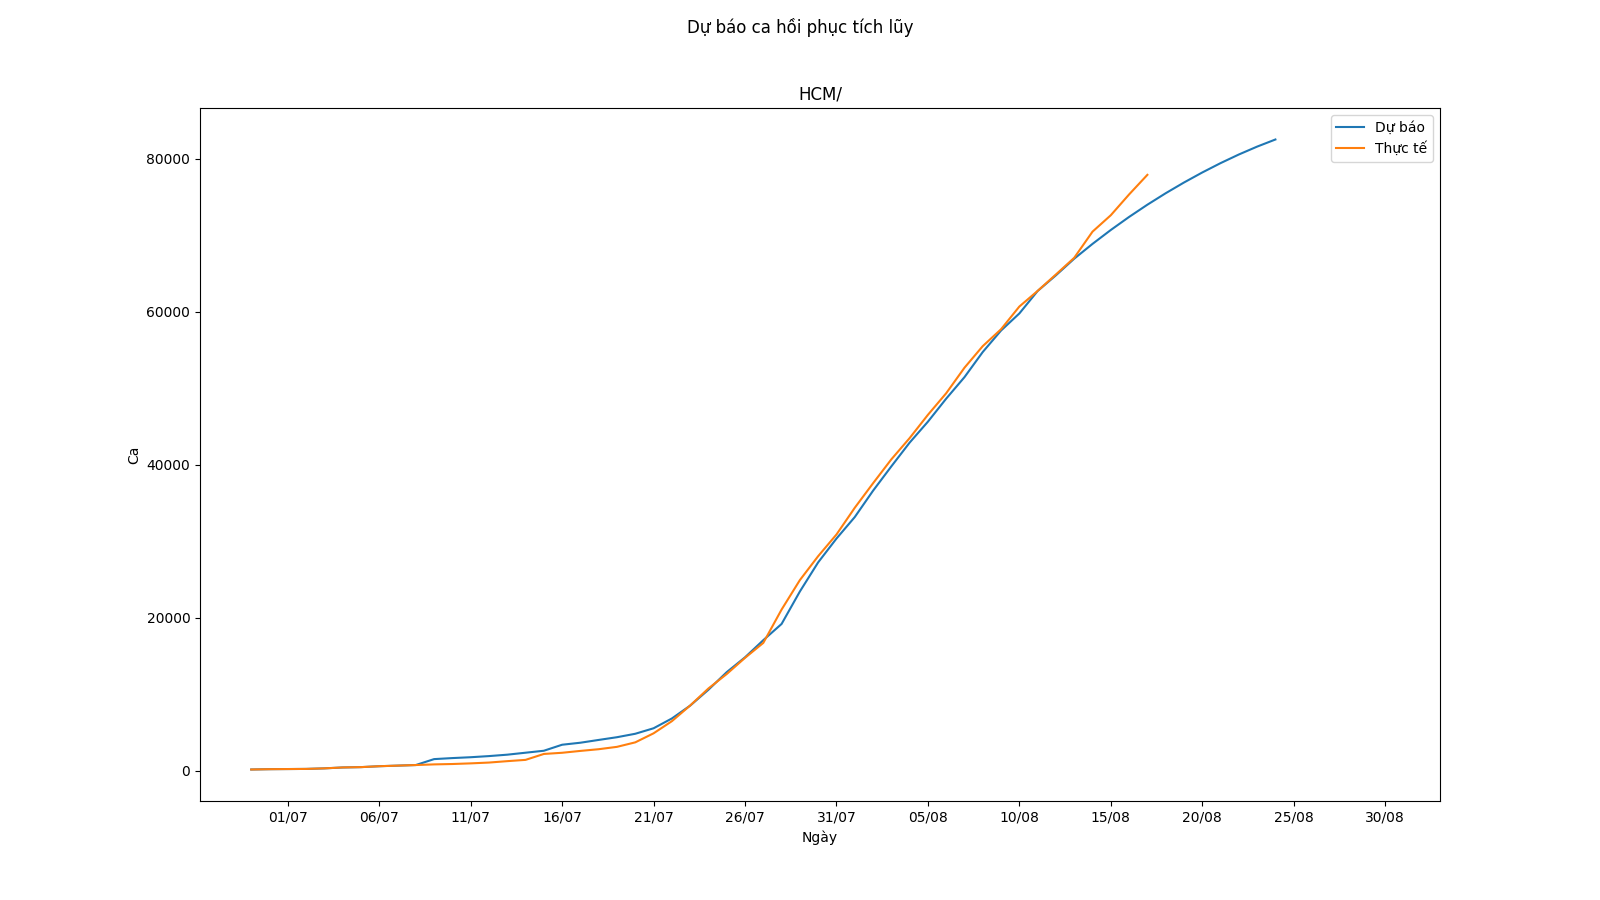 Dự báo ca hồi phục tích lũy
HCM/
Dự báo
Thực tế
80000
60000
40000
20000
0
Ca
01/07 06/07 11/07 16/07 21/07 26/07 31/07 05/08 10/08 15/08 20/08 25/08 30/08
Ngày